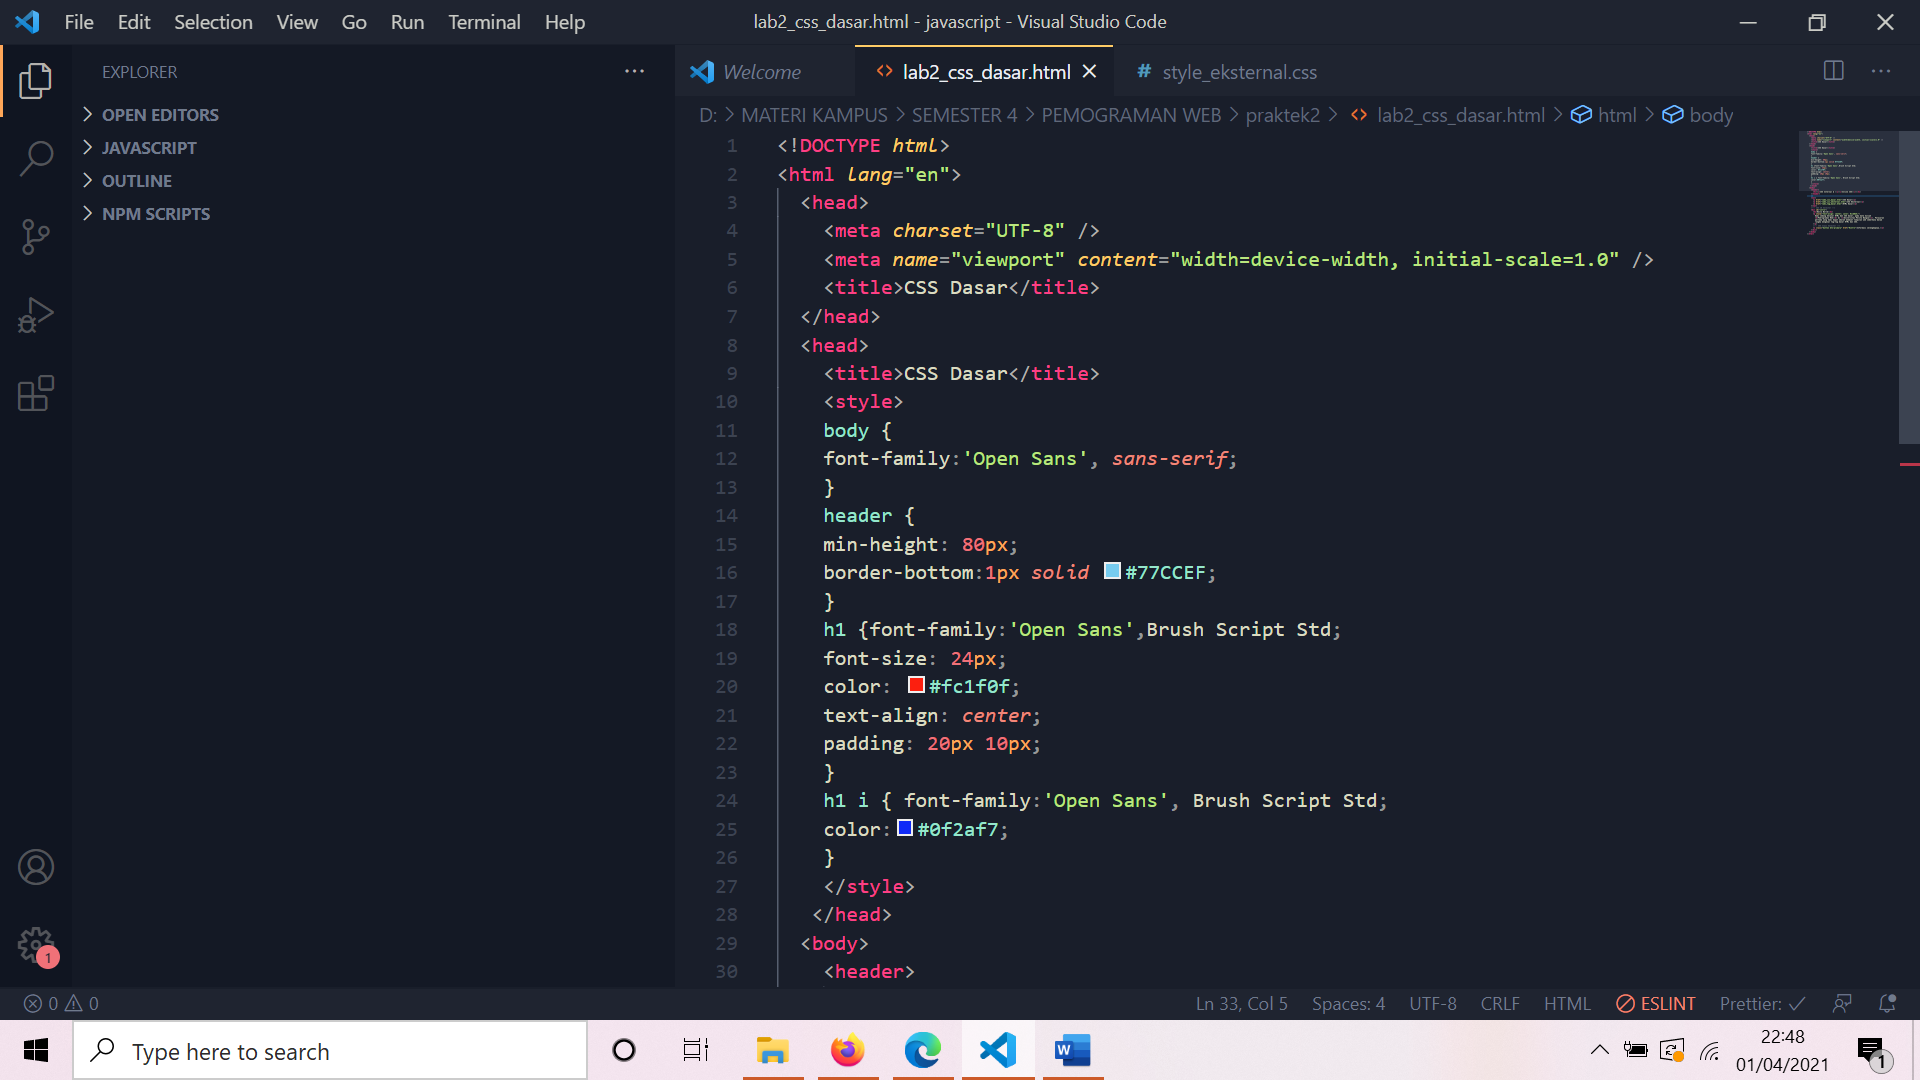 File Edit Selection View Go Run Terminal Help
lab2_css_dasar.html - javascript - Visual Studio Code
EXPLORER
OPEN EDITORS
JAVASCRIPT
OUTLINE
NPM SCRIPTS
Welcome
lab2_css_dasar.html
# style_eksternal.css
D: > MATERI KAMPUS > SEMESTER 4 > PEMOGRAMAN WEB > praktek2 > lab2_css_dasar.html > html > body
1 <!DOCTYPE html>
2 <html lang="en">
3 <head>
4 <meta charset="UTF-8" />
5 <meta name="viewport" content="width=device-width, initial-scale=1.0" />
6 <title>CSS Dasar</title>
7 </head>
8 <head>
9 <title>CSS Dasar</title>
10 <style>
11 body {
12 font-family:'Open Sans', sans-serif;
13 }
14 header {
15 min-height: 80px;
16 border-bottom:1px solid #77CCEF;
17 }
18 h1 {font-family:'Open Sans',Brush Script Std;
19 font-size: 24px;
20 color: #fc1f0f;
21 text-align: center;
22 padding: 20px 10px;
23 }
24 h1 i { font-family:'Open Sans', Brush Script Std;
25 color:#0f2af7;
26 }
27 </style>
28 </head>
29 <body>
30 <header>
1
0 0
Ln 33, Col 5 Spaces: 4 UTF-8 CRLF HTML ESLINT Prettier: ✓
Type here to search
22:48
01/04/2021
1